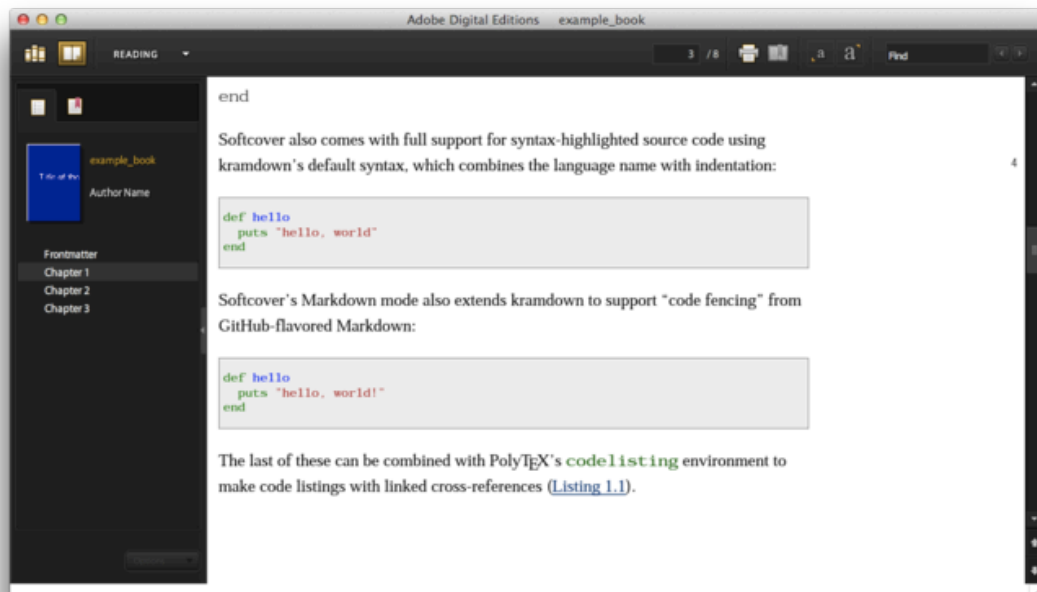 Adobe Digital Editions example_book
READING
3 /8
a a
Find
example_book
Author Name
Frontmatter
Chapter 1
Chapter 2
Chapter 3
end
Softcover also comes with full support for syntax-highlighted source code using
kramdown's default syntax, which combines the language name with indentation:
4
def hello
puts "hello, world"
end
Softcover's Markdown mode also extends kramdown to support “code fencing” from
GitHub-flavored Markdown:
def hello
puts "hello, world!"
end
The last of these can be combined with PolyTEX's codelisting environment to
make code listings with linked cross-references (Listing 1.1).
Options